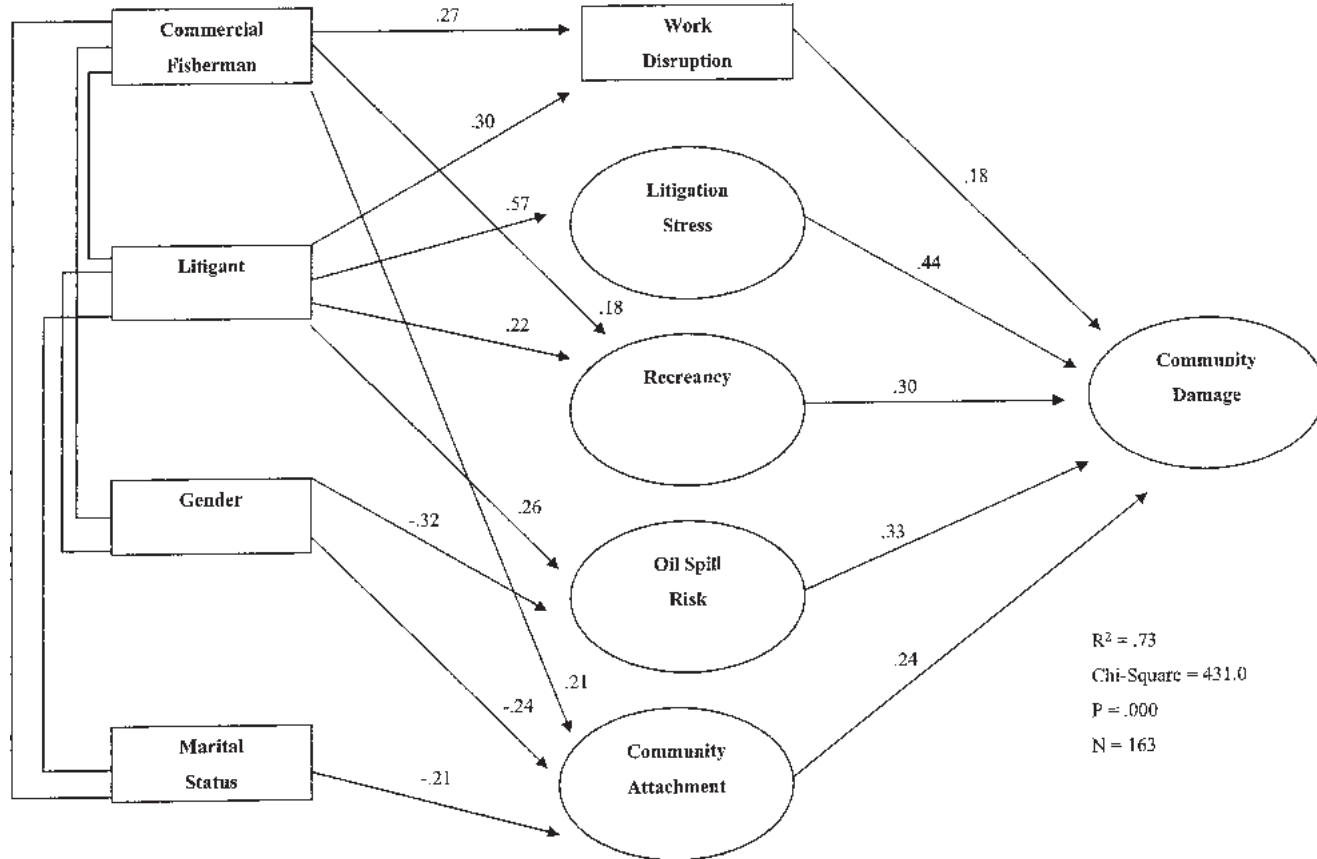 Commercial
Fisherman
.27
Work
Disruption
.30
.18
Litigation
Stress
.57
.44
Litigant
.18
.22
Recreancy
.30
Community
Damage
Gender
-.32
.26
Oil Spill
Risk
.33
.24
-.24
.21
R² = .73
Chi-Square = 431.0
P = .000
N = 163
Marital
Status
-.21
Community
Attachment